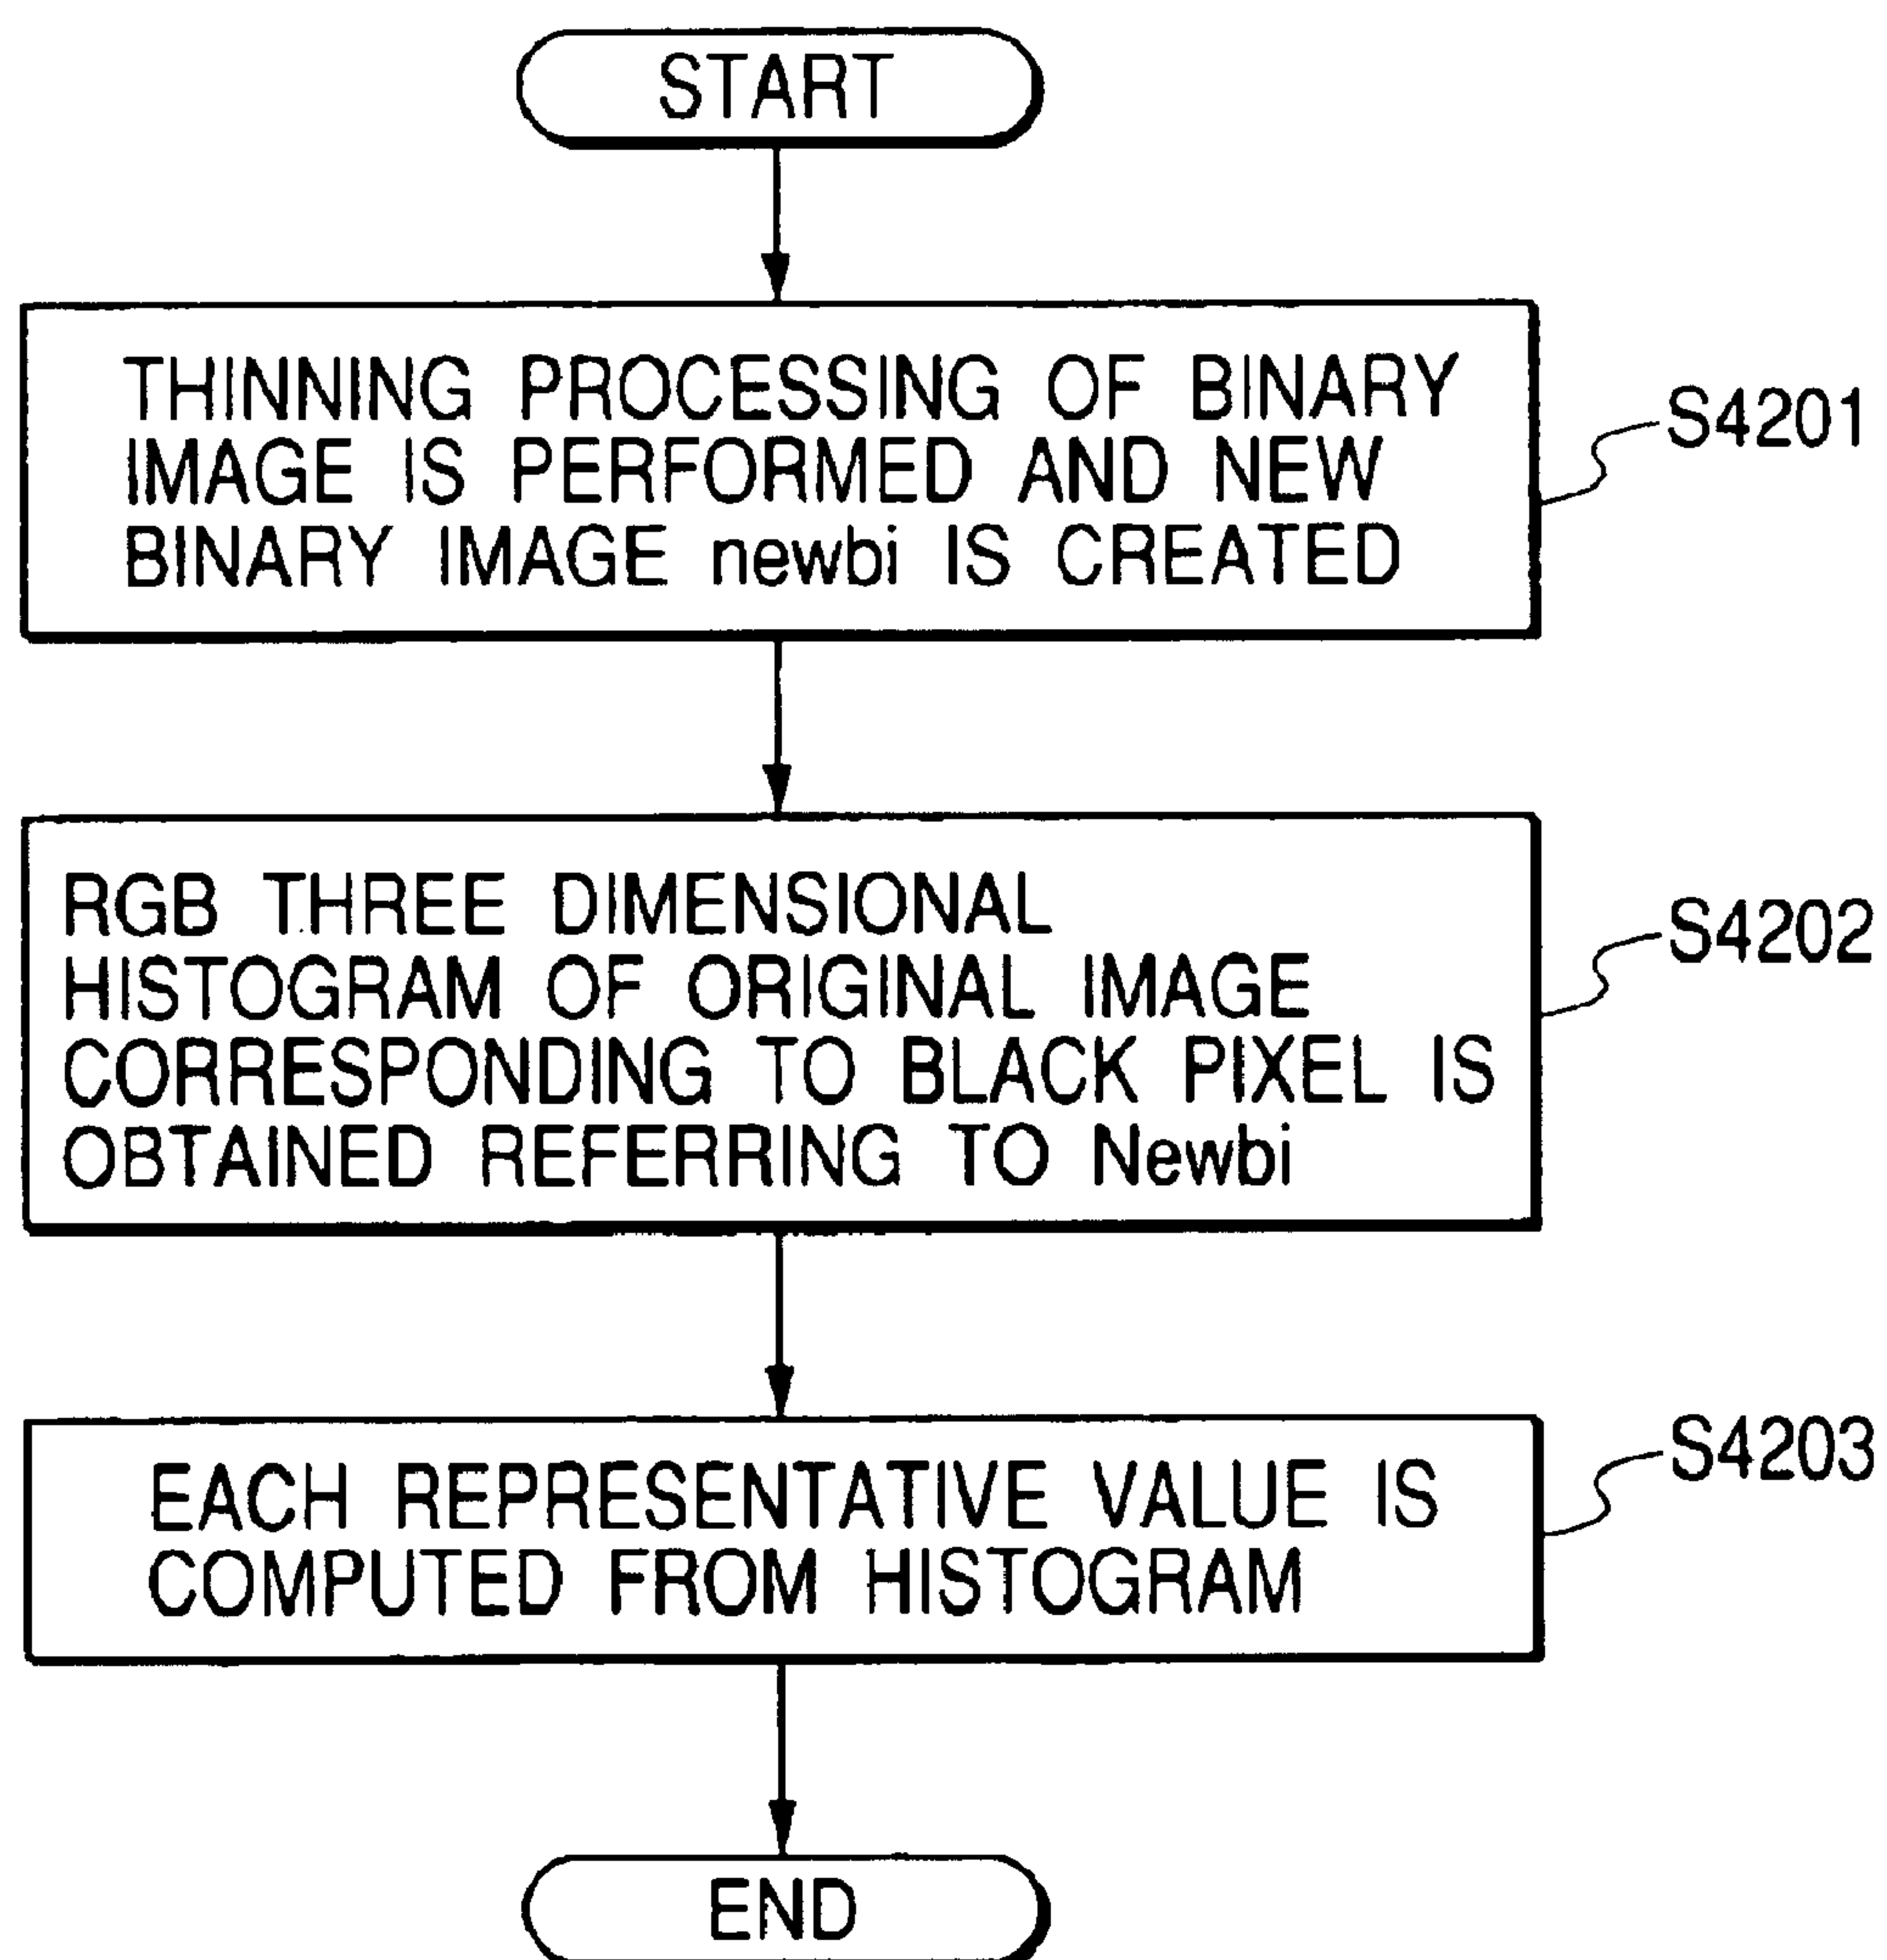 START
THINNING PROCESSING OF BINARY
IMAGE IS PERFORMED AND NEW
BINARY IMAGE newbi IS CREATED
S4201
RGB THREE DIMENSIONAL
HISTOGRAM OF ORIGINAL IMAGE
CORRESPONDING TO BLACK PIXEL IS
OBTAINED REFERRING TO Newbi
S4202
EACH REPRESENTATIVE VALUE IS
COMPUTED FROM HISTOGRAM
S4203
END